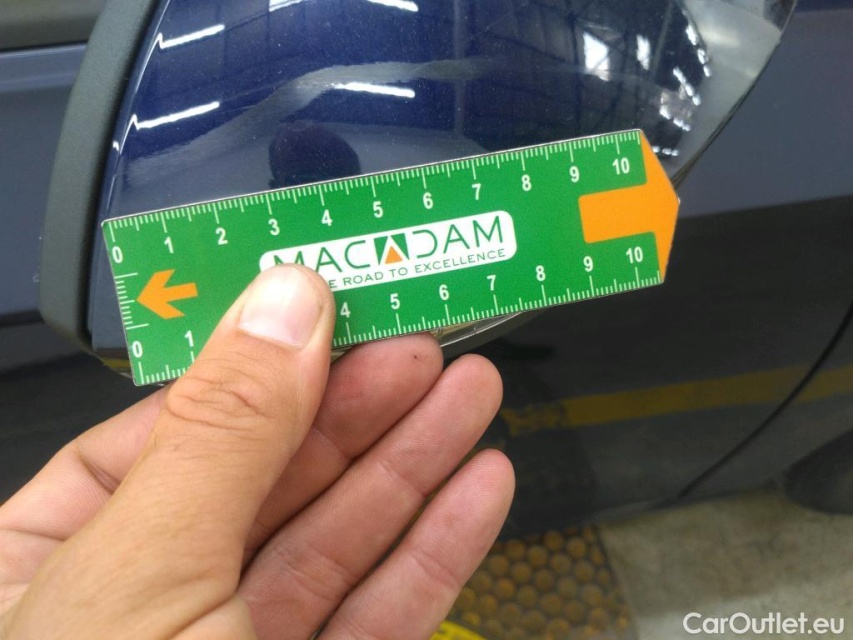 0 1 2 3 4 5 6 7 8 9 10
MACADAM
E ROAD TO EXCELLENCE
0 1 4 5 6 7 8 9 10
CarOutlet.eu